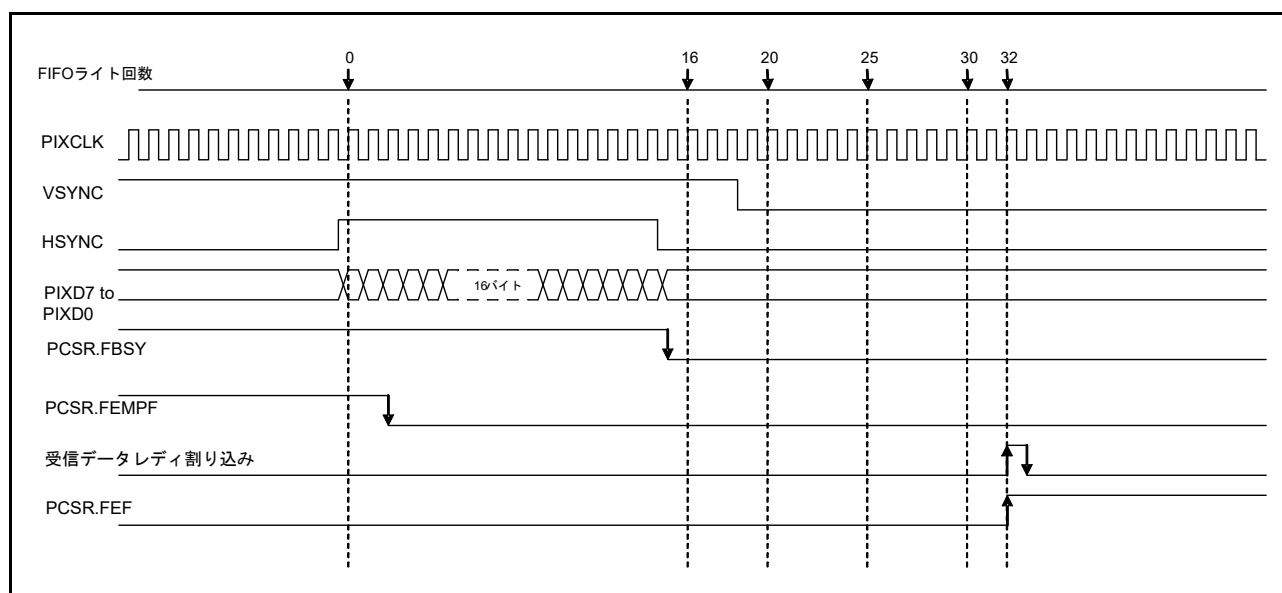 0 16 20 25 30 32
FIFOライト回数
PIXCLK
VSYNC
HSYNC
16バイト
PIXD7 to
PIXD0
PCSR.FBSY
PCSR.FEMPF
受信データレディ割り込み
PCSR.FEF